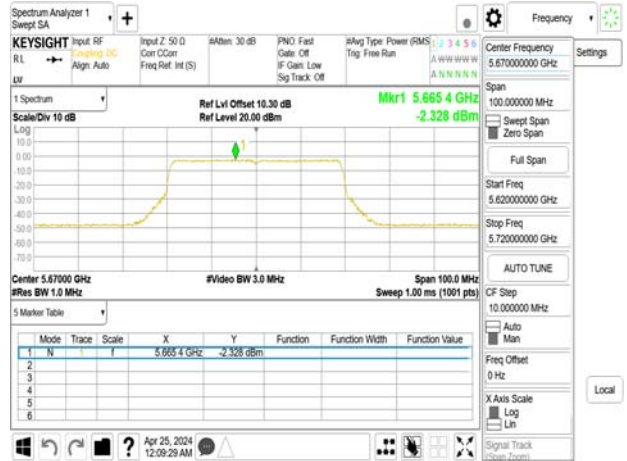 Spectrum Analyzer 1
Swept SA
+
Frequency
KEYSIGHT
Input: RF
Coupling: DC
Align: Auto
Input Z: 50 Ω
Corr CCorr
Freq Ref: Int (S)
#Atten: 30 dB
PNO: Fast
Gate: Off
IF Gain: Low
Sig Track: Off
#Avg Type: Power (RMS
Trig: Free Run
1 2 3 4 5 6
A W W W W W
A N N N N N
RL
Center Frequency
5.670000000 GHz
Settings
Span
100.000000 MHz
Swept Span
Zero Span
Full Span
Start Freq
5.620000000 GHz
Stop Freq
5.720000000 GHz
AUTO TUNE
CF Step
10.000000 MHz
Auto
Man
Freq Offset
0 Hz
X Axis Scale
Log
Lin
Signal Track
(Span Zoom)
Local
1 Spectrum
Scale/Div 10 dB
Ref Lvl Offset 10.30 dB
Ref Level 20.00 dBm
Mkr1 5.665 4 GHz
-2.328 dBm
Log
10.0
0.00
-10.0
-20.0
-30.0
-40.0
-50.0
-60.0
-70.0
1
Center 5.67000 GHz
#Res BW 1.0 MHz
#Video BW 3.0 MHz
Span 100.0 MHz
Sweep 1.00 ms (1001 pts)
5 Marker Table
Mode Trace Scale X Y Function Function Width Function Value
1 N 1 f 5.665 4 GHz -2.328 dBm
2
3
4
5
6
?
Apr 25, 2024
12:09:29 AM